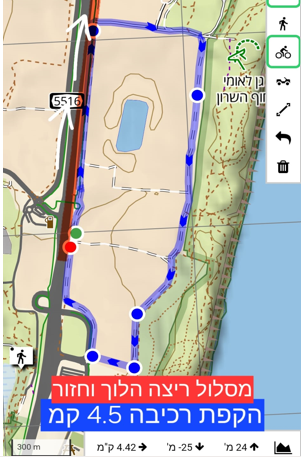 5516
גן לאומי
חוף השרון
מסלול ריצה הלוך וחזור
הקפת רכיבה 4.5 קמ
300 m
4.42 ק"מ
25- מ'
24 מ'